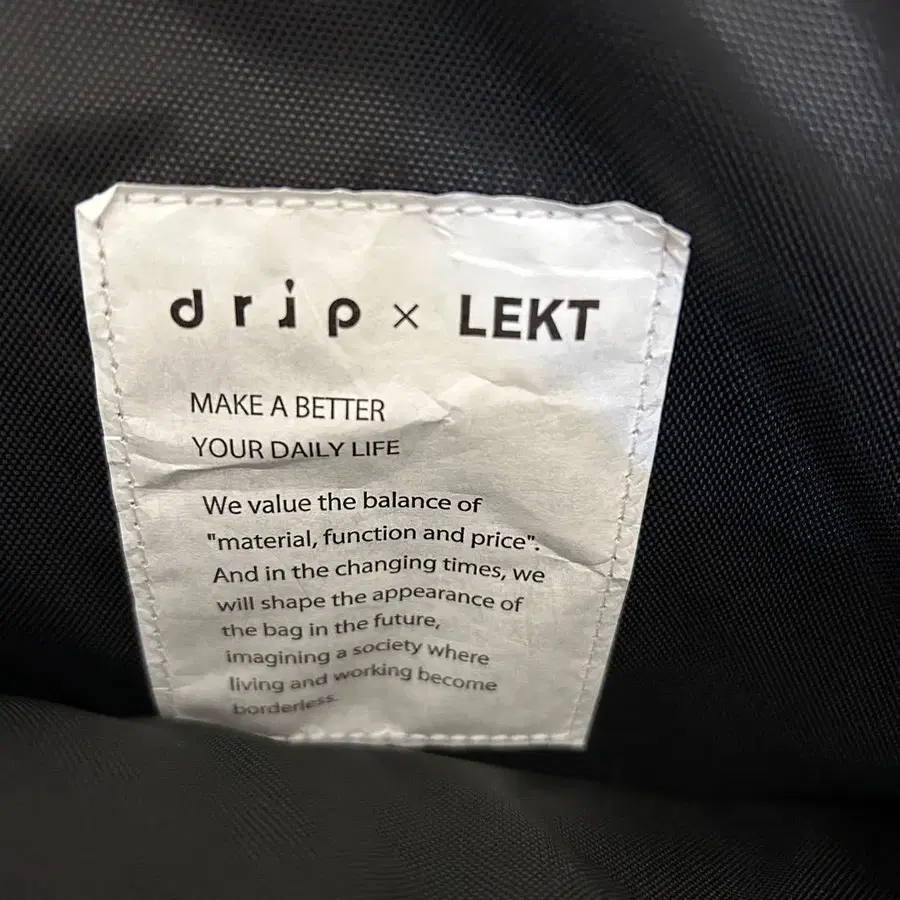 drip × LEKT
MAKE A BETTER
YOUR DAILY LIFE
We value the balance of
"material, function and price".
And in the changing times, we
will shape the appearance of
the bag in the future,
imagining a society where
living and working become
borderless.